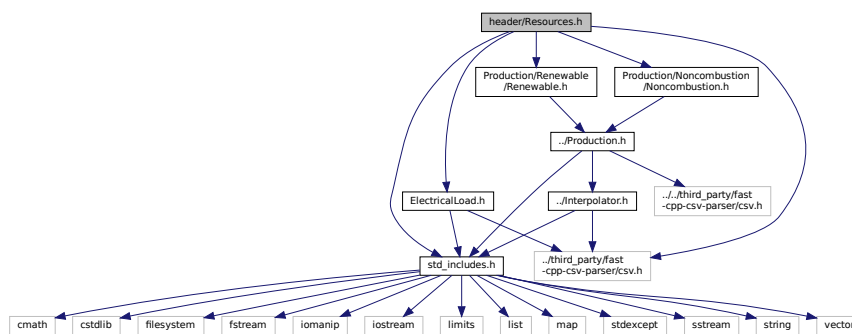 header/Resources.h
Production/Renewable
/Renewable.h
Production/Noncombustion
/Noncombustion.h
../Production.h
ElectricalLoad.h
../Interpolator.h
../../third_party/fast
-cpp-csv-parser/csv.h
std_includes.h
../third_party/fast
-cpp-csv-parser/csv.h
cmath
cstdlib
filesystem
fstream
iomanip
iostream
limits
list
map
stdexcept
sstream
string
vector